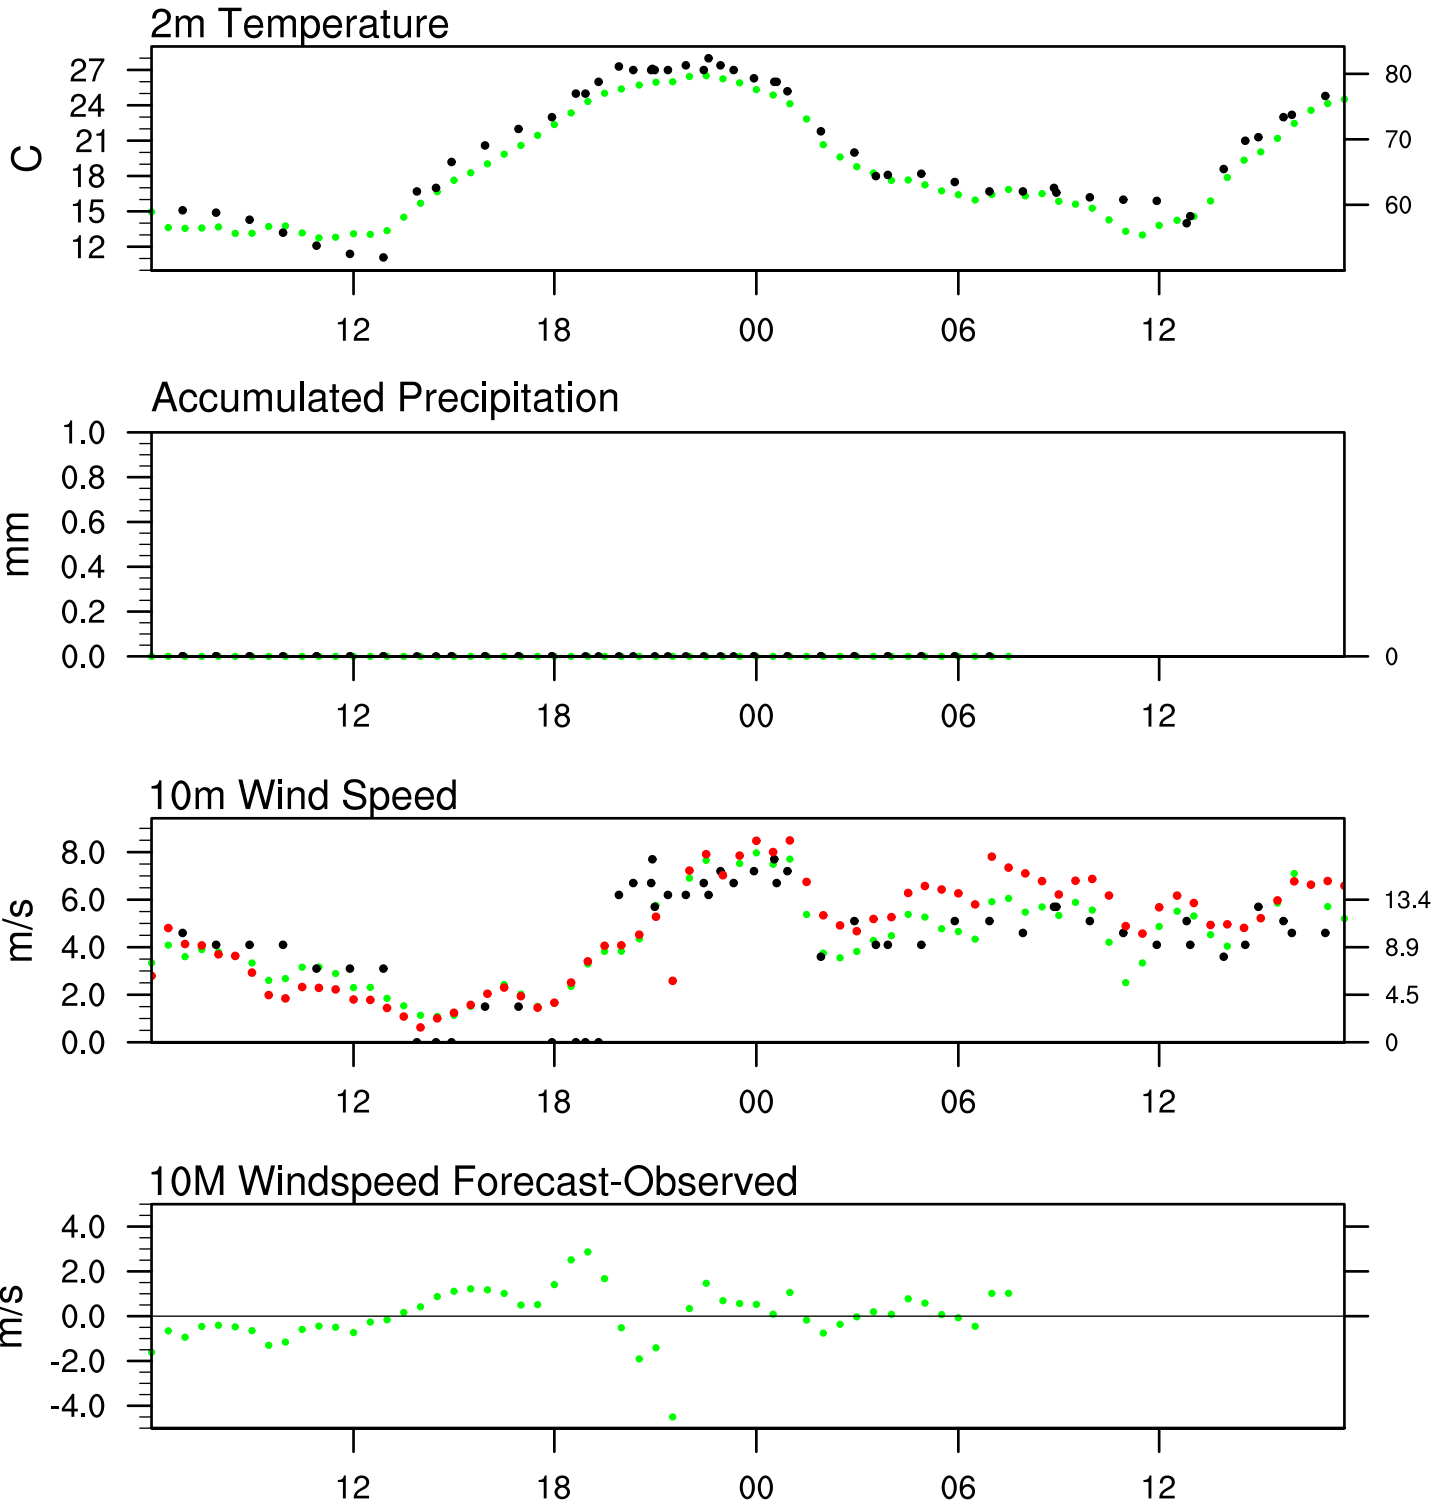 2m Temperature
27
24
21
18
15
12
C
80
70
60
12 18 00 06 12
Accumulated Precipitation
1.0
0.8
0.6
0.4
0.2
0.0
mm
0
12 18 00 06 12
10m Wind Speed
8.0
6.0
4.0
2.0
0.0
m/s
13.4
8.9
4.5
0
12 18 00 06 12
10M Windspeed Forecast-Observed
4.0
2.0
0.0
-2.0
-4.0
m/s
12 18 00 06 12